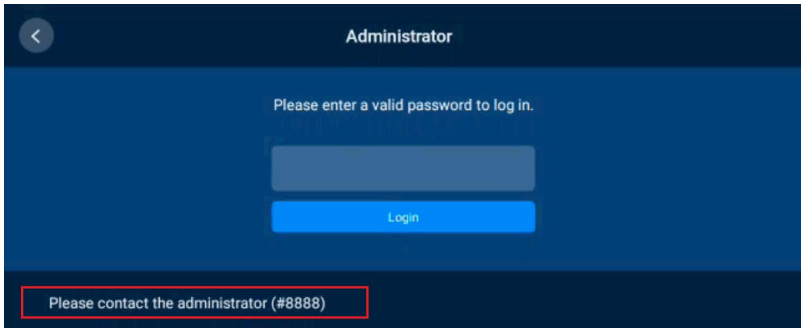 Administrator
Please enter a valid password to log in.
Login
Please contact the administrator (#8888)